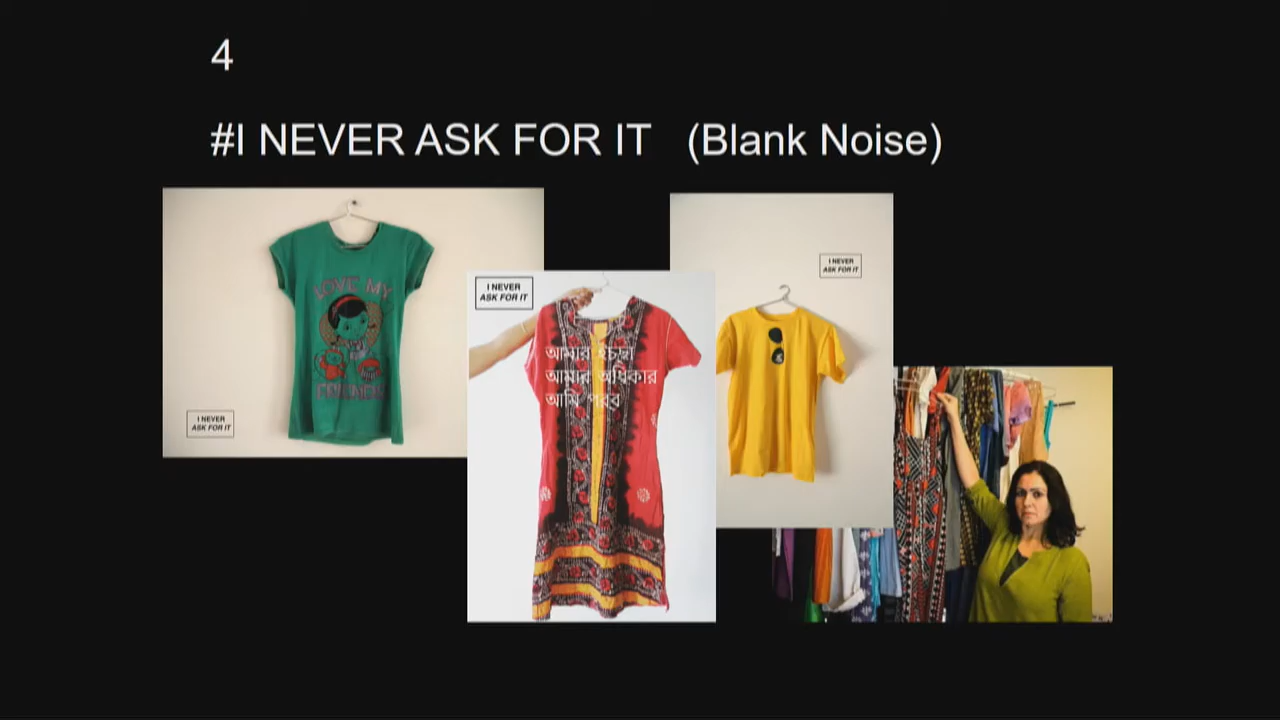 4
#I NEVER ASK FOR IT (Blank Noise)
LOVE MY
FRIENDS
I NEVER
ASK FOR IT
I NEVER
ASK FOR IT
আমার ইচ্ছা
আমার অধিকার
আমি পরব
I NEVER
ASK FOR IT